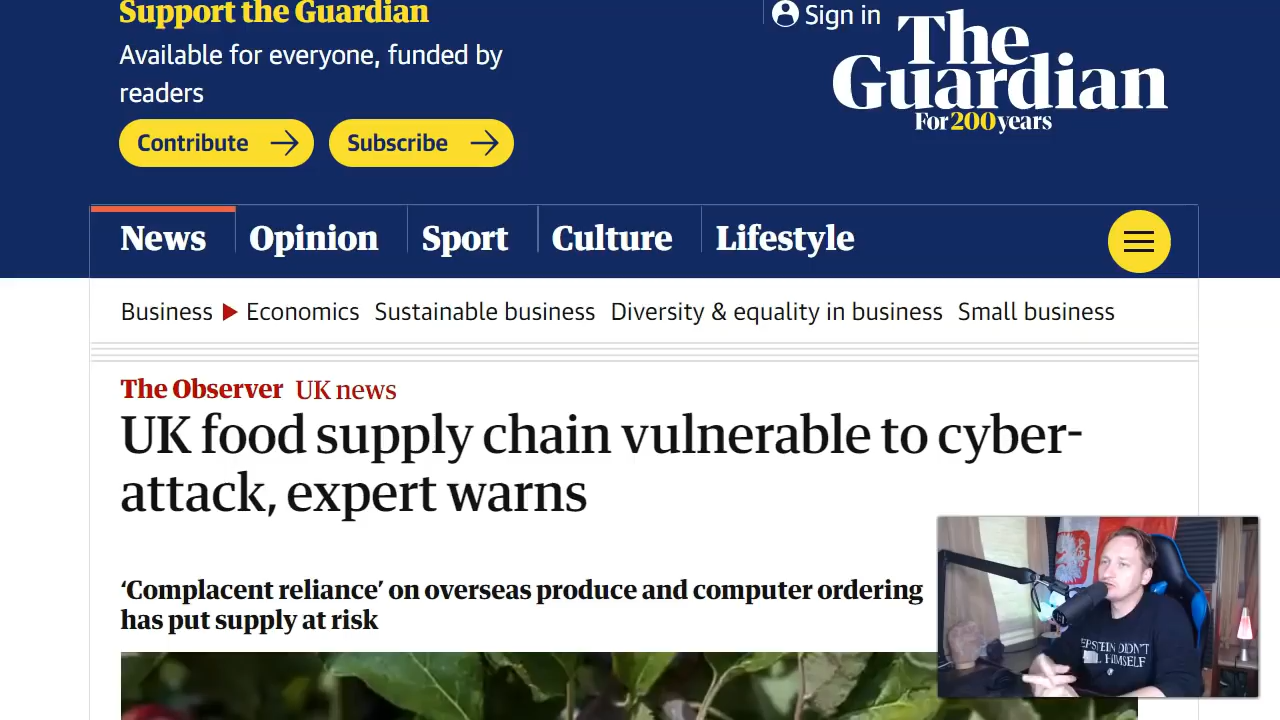 Support the Guardian
Available for everyone, funded by
readers
Contribute
Subscribe
Sign in
The
Guardian
For 200 years
News
Opinion
Sport
Culture
Lifestyle
Business
Economics
Sustainable business
Diversity & equality in business
Small business
The Observer UK news
UK food supply chain vulnerable to cyber-
attack, expert warns
‘Complacent reliance’ on overseas produce and computer ordering
has put supply at risk
EPSTEIN DIDN'T
HIMSELF